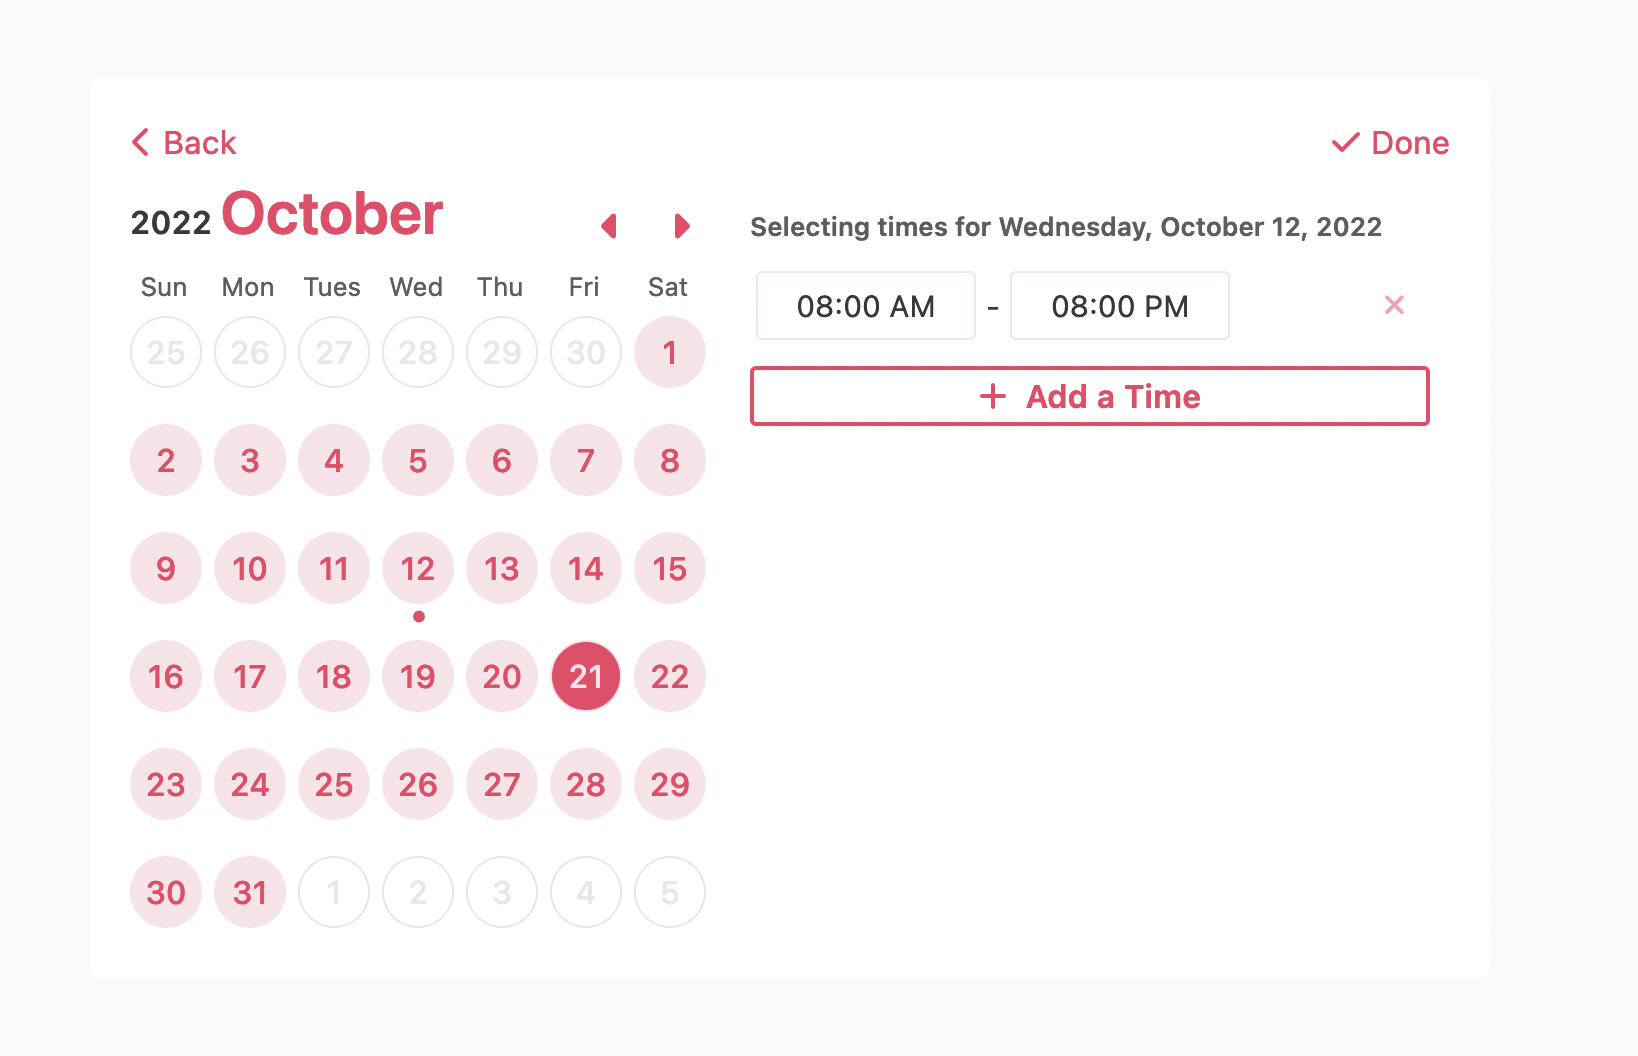 Back
Done
2022 October
Selecting times for Wednesday, October 12, 2022
Sun Mon Tues Wed Thu Fri Sat
08:00 AM - 08:00 PM
25 26 27 28 29 30 1
+ Add a Time
2 3 4 5 6 7 8
9 10 11 12 13 14 15
16 17 18 19 20 21 22
23 24 25 26 27 28 29
30 31 1 2 3 4 5